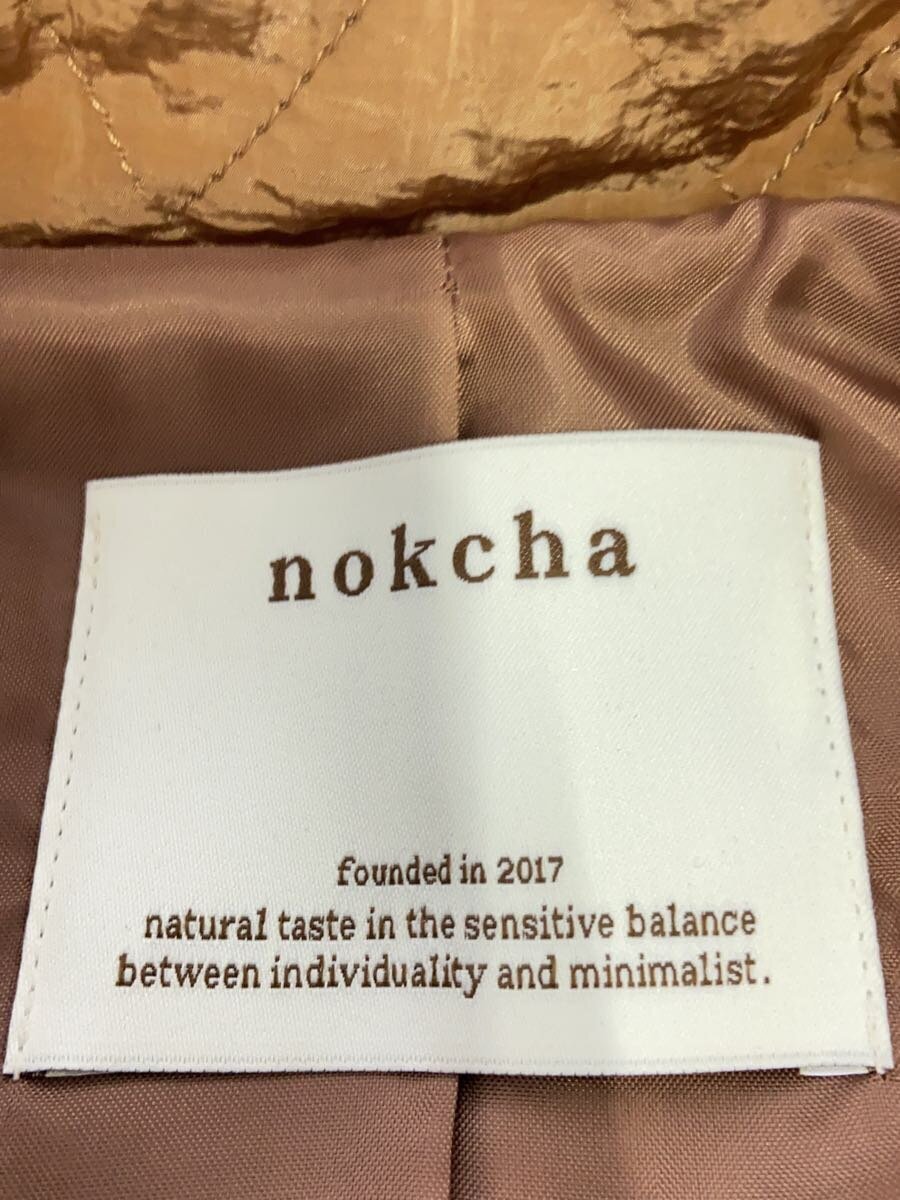 nokcha
founded in 2017
natural taste in the sensitive balance
between individuality and minimalist.